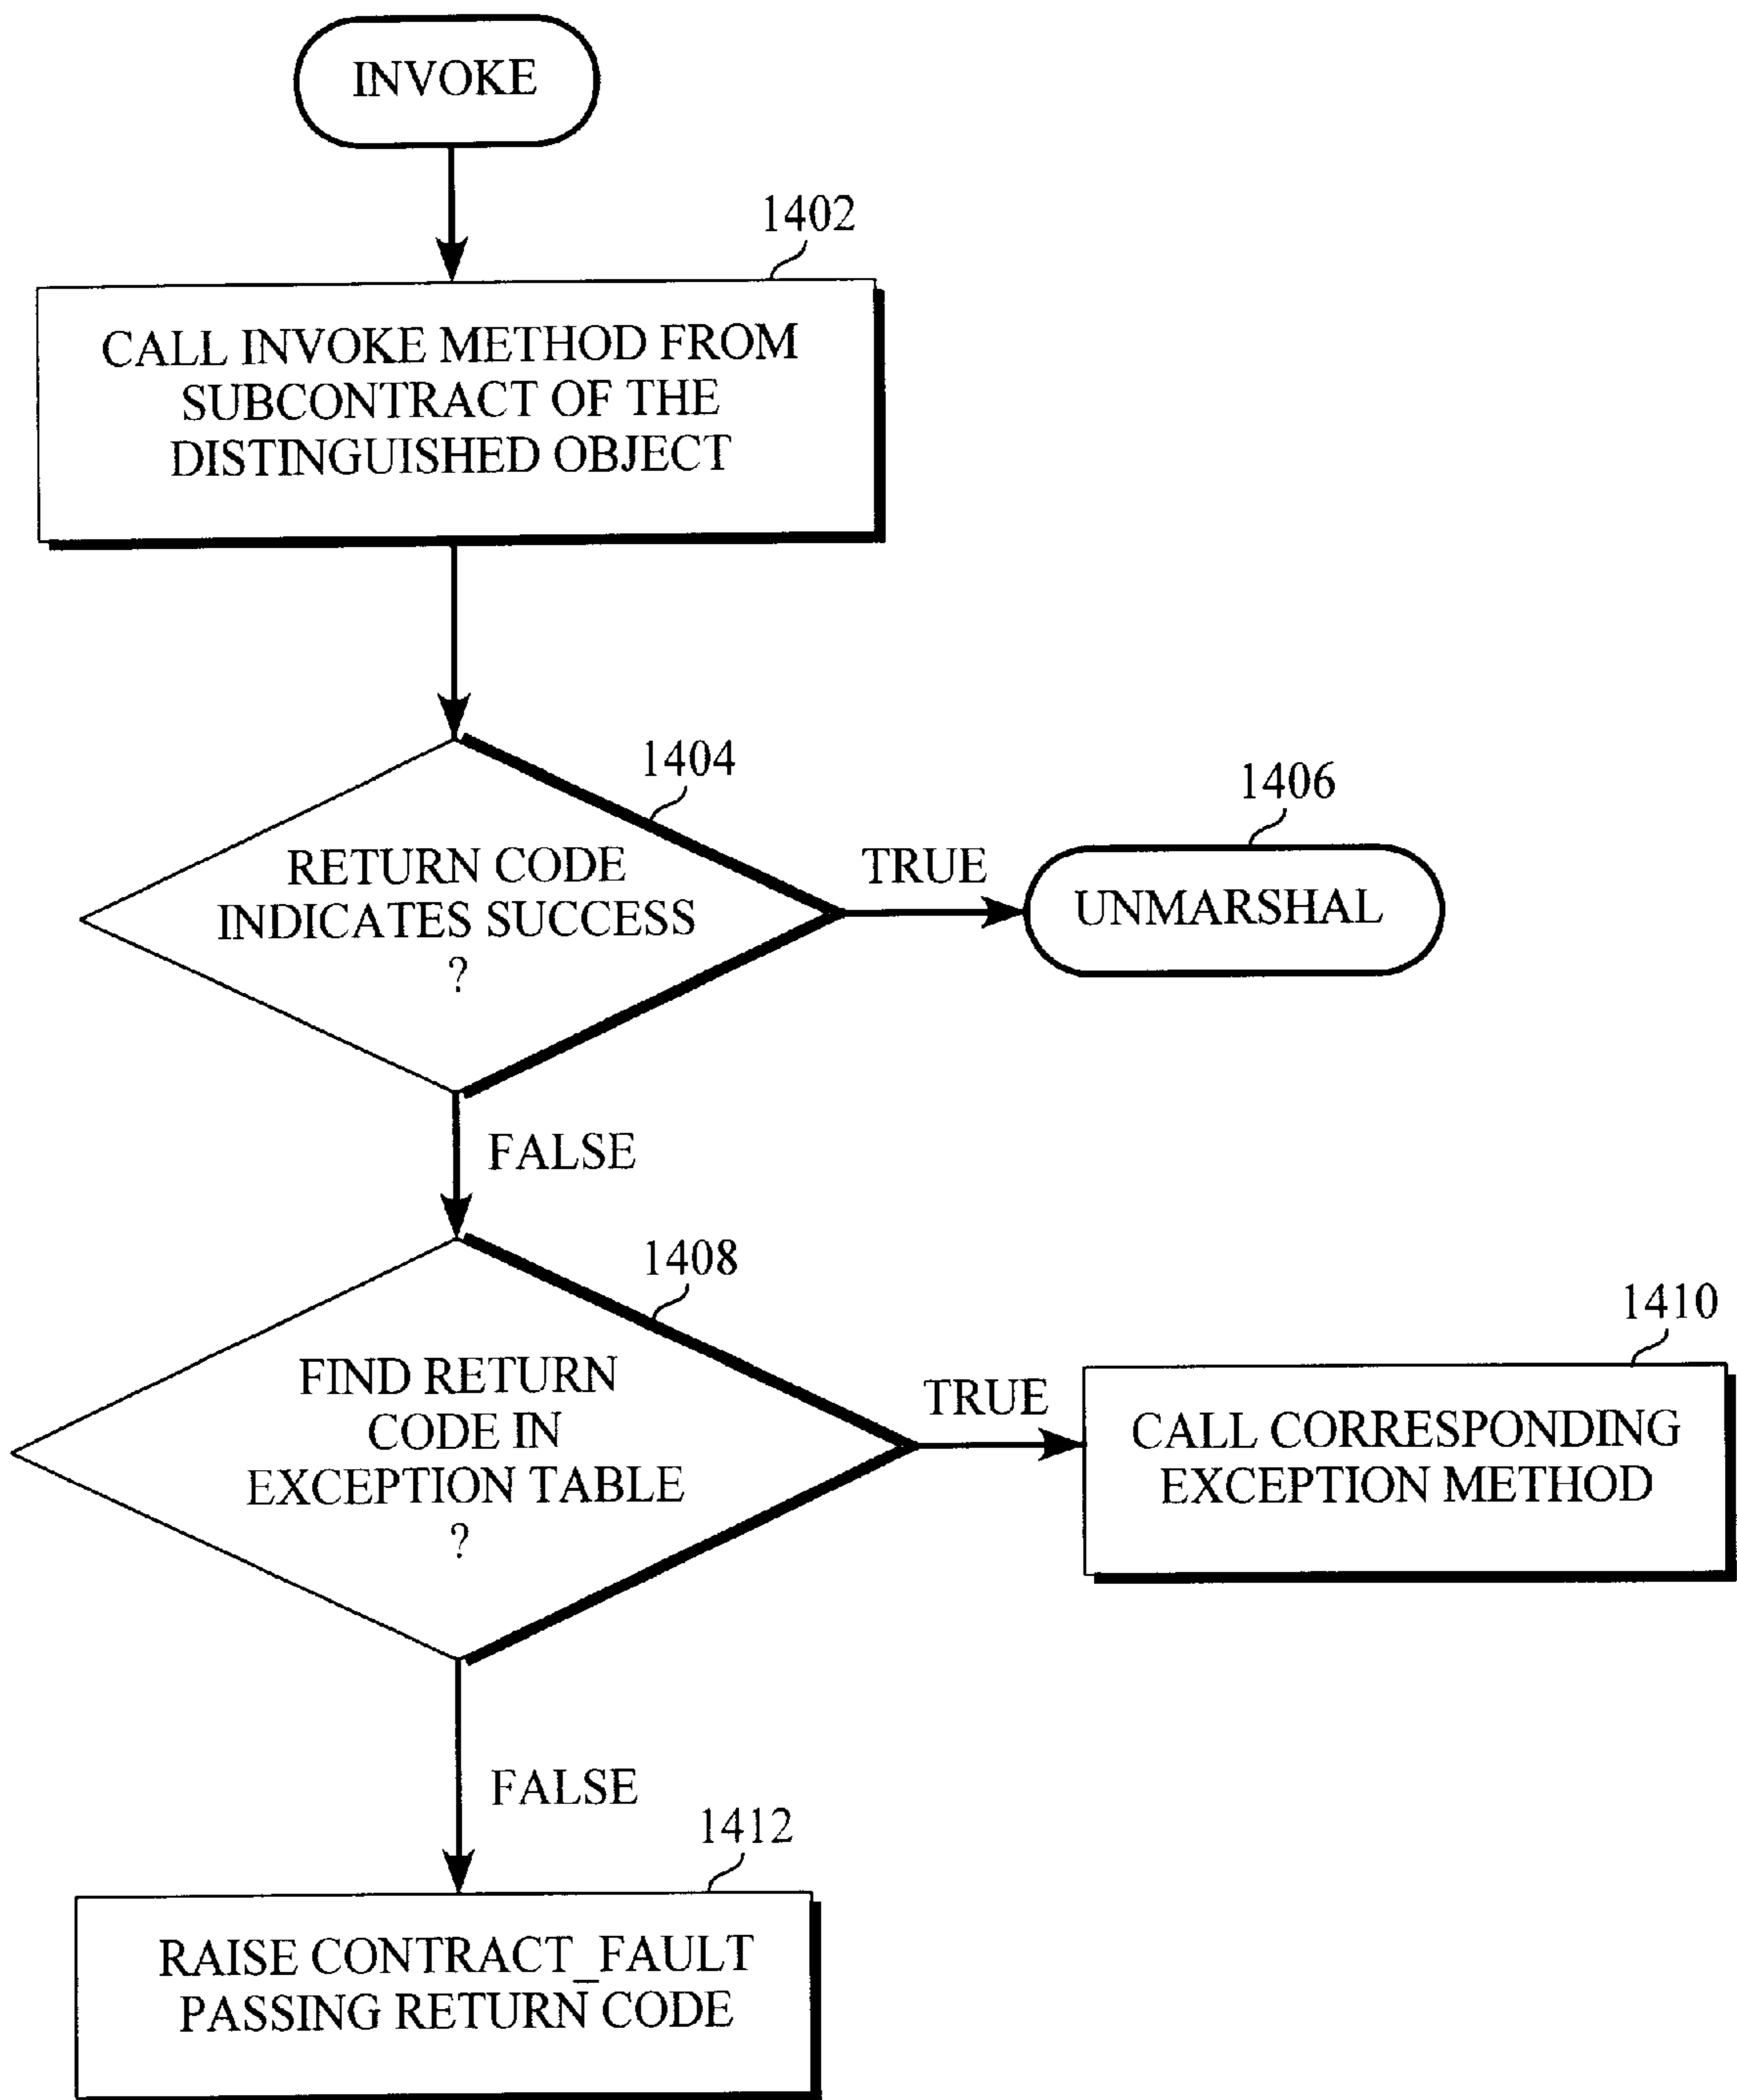 INVOKE
1402
CALL INVOKE METHOD FROM
SUBCONTRACT OF THE
DISTINGUISHED OBJECT
1404
RETURN CODE
INDICATES SUCCESS
?
TRUE
1406
UNMARSHAL
FALSE
1408
FIND RETURN
CODE IN
EXCEPTION TABLE
?
TRUE
1410
CALL CORRESPONDING
EXCEPTION METHOD
FALSE
1412
RAISE CONTRACT_FAULT
PASSING RETURN CODE